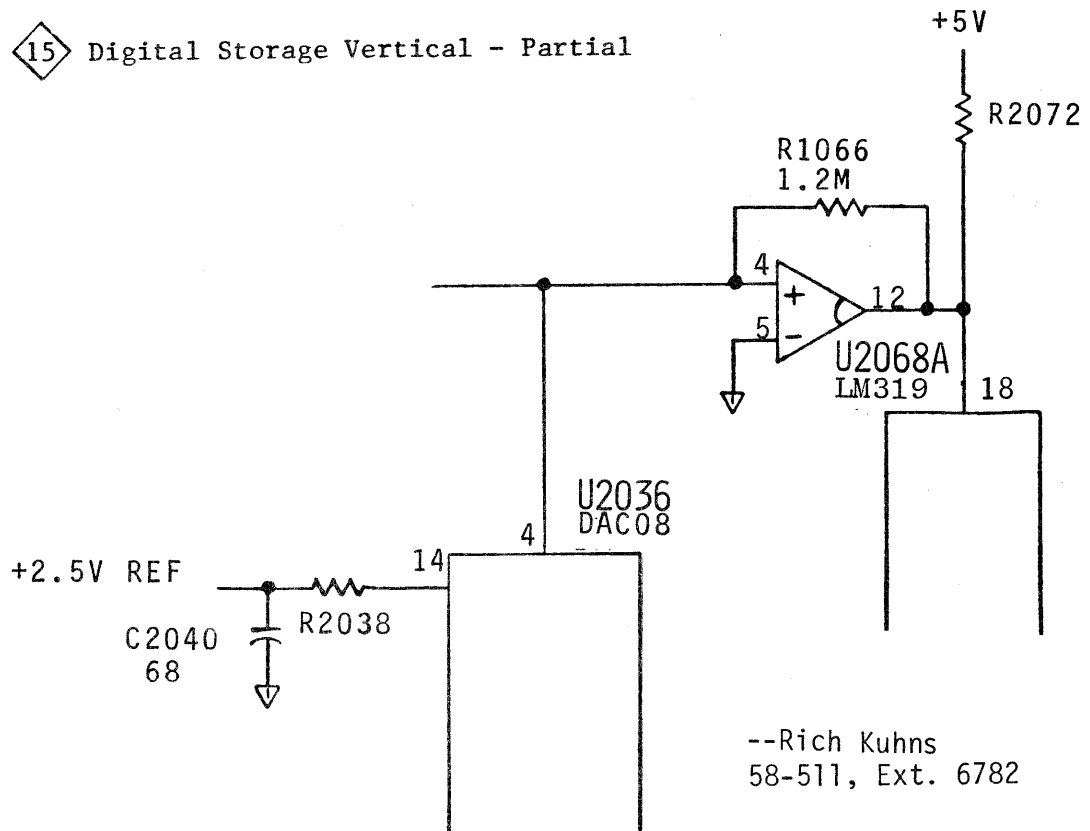 15 Digital Storage Vertical - Partial
+5V
R2072
R1066
1.2M
4
+
12
5
-
U2068A
LM319
18
U2036
DAC08
4
14
+2.5V REF
R2038
C2040
68
--Rich Kuhns
58-511, Ext. 6782